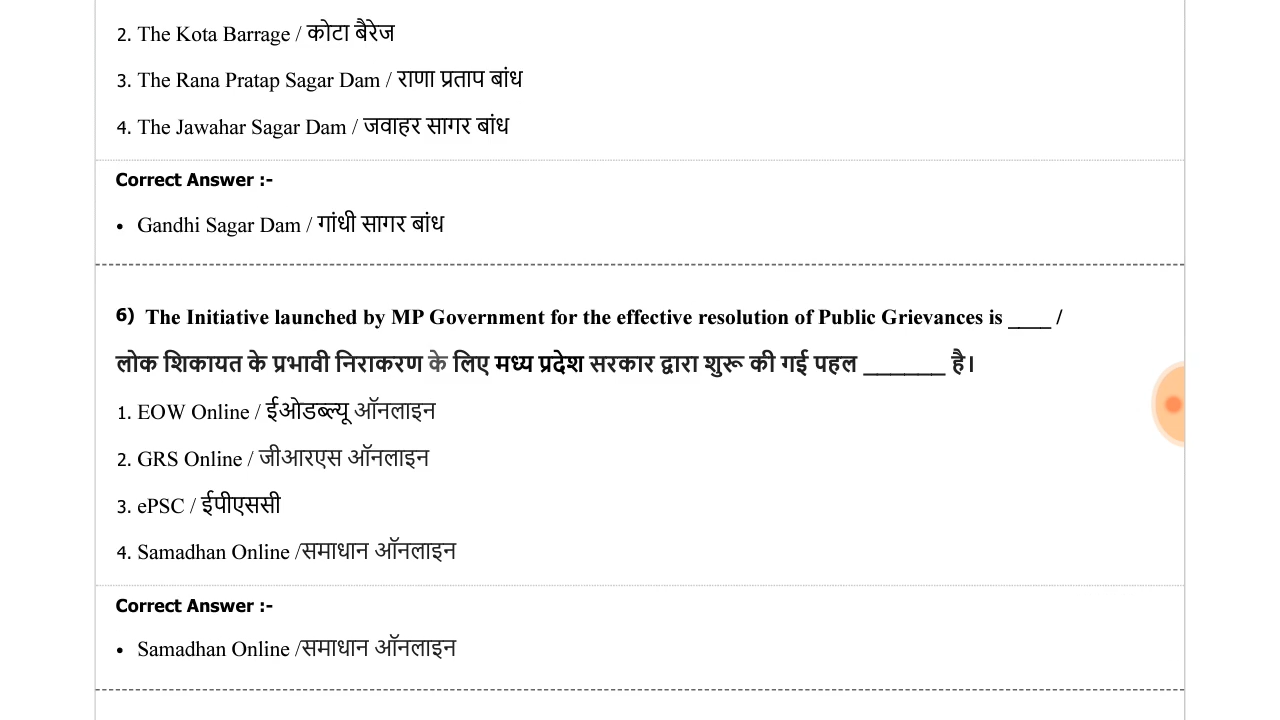 2. The Kota Barrage / कोटा बैरेज
3. The Rana Pratap Sagar Dam / राणा प्रताप बांध
4. The Jawahar Sagar Dam / जवाहर सागर बांध
Correct Answer :-
• Gandhi Sagar Dam / गांधी सागर बांध
6) The Initiative launched by MP Government for the effective resolution of Public Grievances is ____ /
लोक शिकायत के प्रभावी निराकरण के लिए मध्य प्रदेश सरकार द्वारा शुरू की गई पहल ______ है।
1. EOW Online / ईओडब्ल्यू ऑनलाइन
2. GRS Online / जीआरएस ऑनलाइन
3. ePSC / ईपीएससी
4. Samadhan Online /समाधान ऑनलाइन
Correct Answer :-
• Samadhan Online /समाधान ऑनलाइन